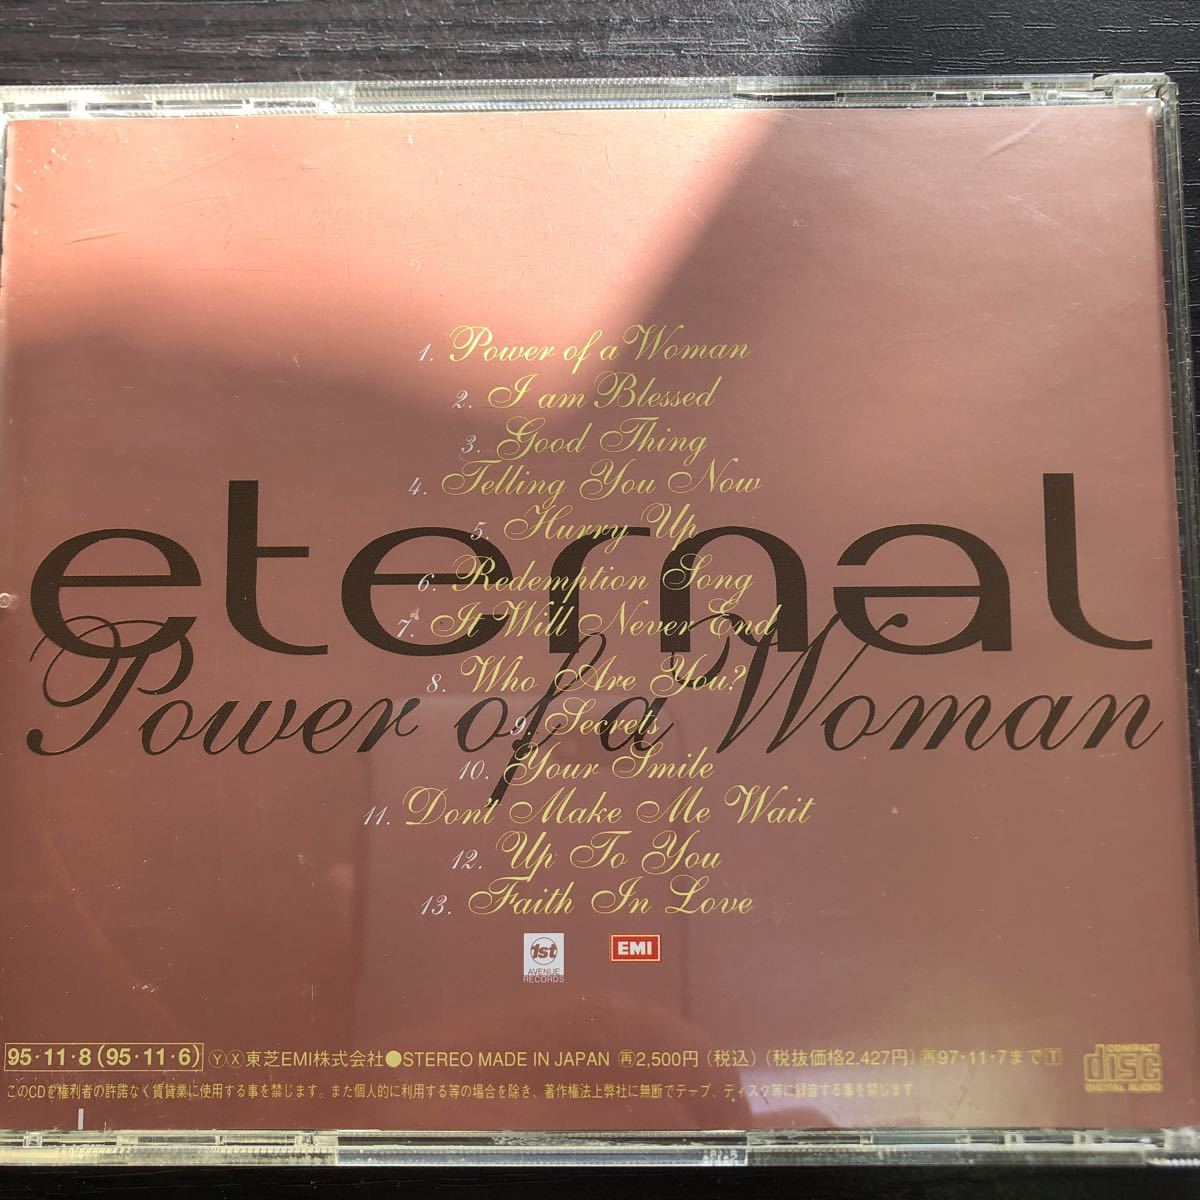 1. Power of a Woman
2. I am Blessed
3. Good Thing
4. Telling You Now
5. Hurry Up
6. Redemption Song
7. It Will Never End
8. Who Are You?
9. Secrets
10. Your Smile
11. Don't Make Me Wait
12. Up To You
13. Faith In Love
eternal
Power of a Woman
1st
AVENUE
RECORDS
EMI
95・11・8(95・11・6) ⓎⓍ東芝EMI株式会社●STEREO MADE IN JAPAN ㊢2,500円(税込)(税抜価格2,427円) ㊢97・11・7まで🅃
COMPACT
disc
DIGITAL AUDIO
このCDを権利者の許諾なく賃貸業に使用する事を禁じます。また個人的に利用する等の場合を除き、著作権法上弊社に無断でテープ、ディスク等に録音する事を禁じます。